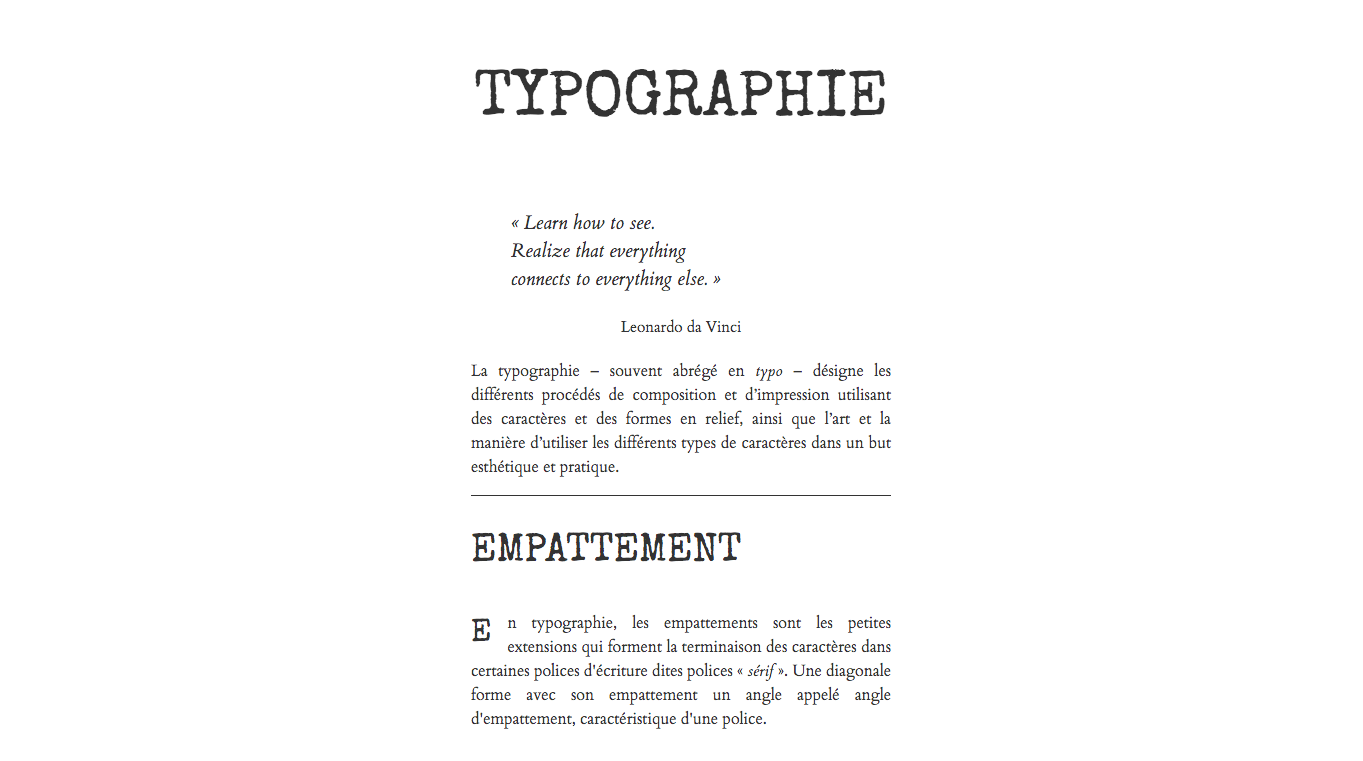 TYPOGRAPHIE
« Learn how to see.
Realize that everything
connects to everything else. »
Leonardo da Vinci
La typographie – souvent abrégé en typo – désigne les
différents procédés de composition et d’impression utilisant
des caractères et des formes en relief, ainsi que l’art et la
manière d’utiliser les différents types de caractères dans un but
esthétique et pratique.
EMPATTEMENT
En typographie, les empattements sont les petites
extensions qui forment la terminaison des caractères dans
certaines polices d'écriture dites polices « sérif ». Une diagonale
forme avec son empattement un angle appelé angle
d'empattement, caractéristique d'une police.